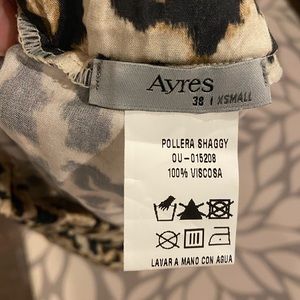 Ayres
38 | XSMALL
POLLERA SHAGGY
OU-015208
100% VISCOSA
LAVAR A MANO CON AGUA